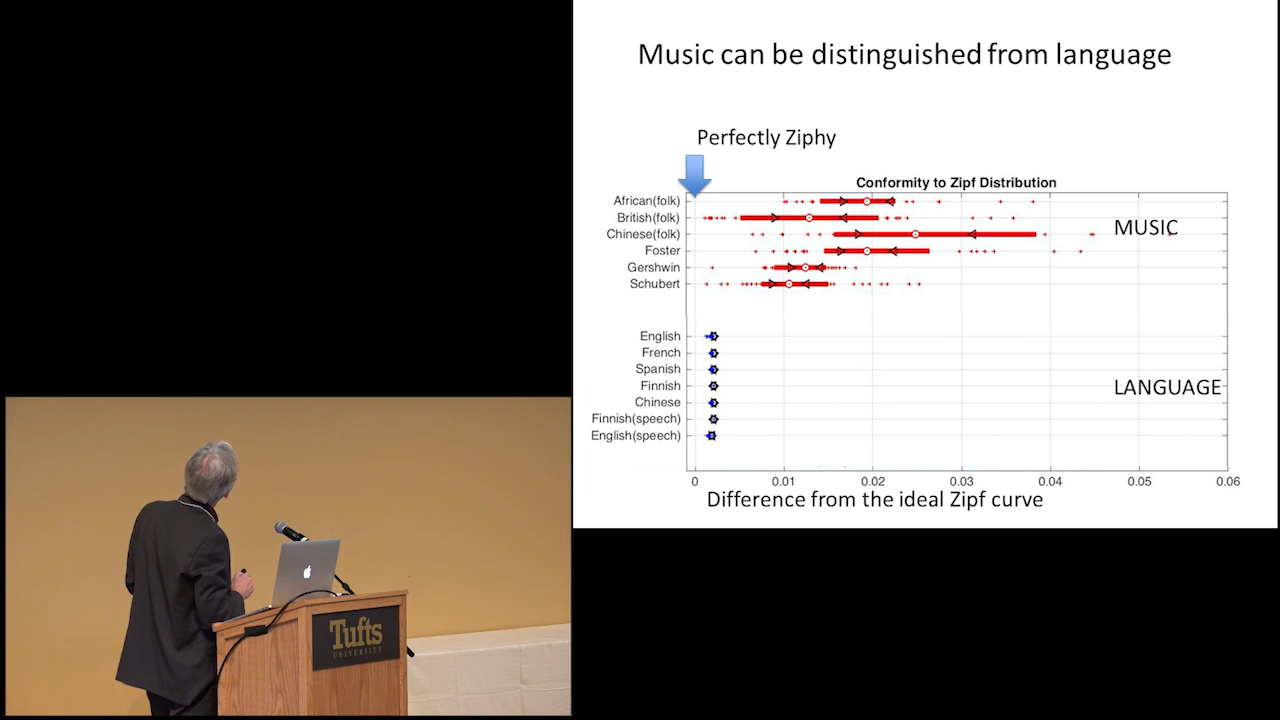 Music can be distinguished from language
Perfectly Ziphy
Conformity to Zipf Distribution
African(folk)
British(folk)
Chinese(folk)
Foster
Gershwin
Schubert
MUSIC
English
French
Spanish
Finnish
Chinese
Finnish(speech)
English(speech)
LANGUAGE
0 0.01 0.02 0.03 0.04 0.05 0.06
Difference from the ideal Zipf curve
Tufts
UNIVERSITY